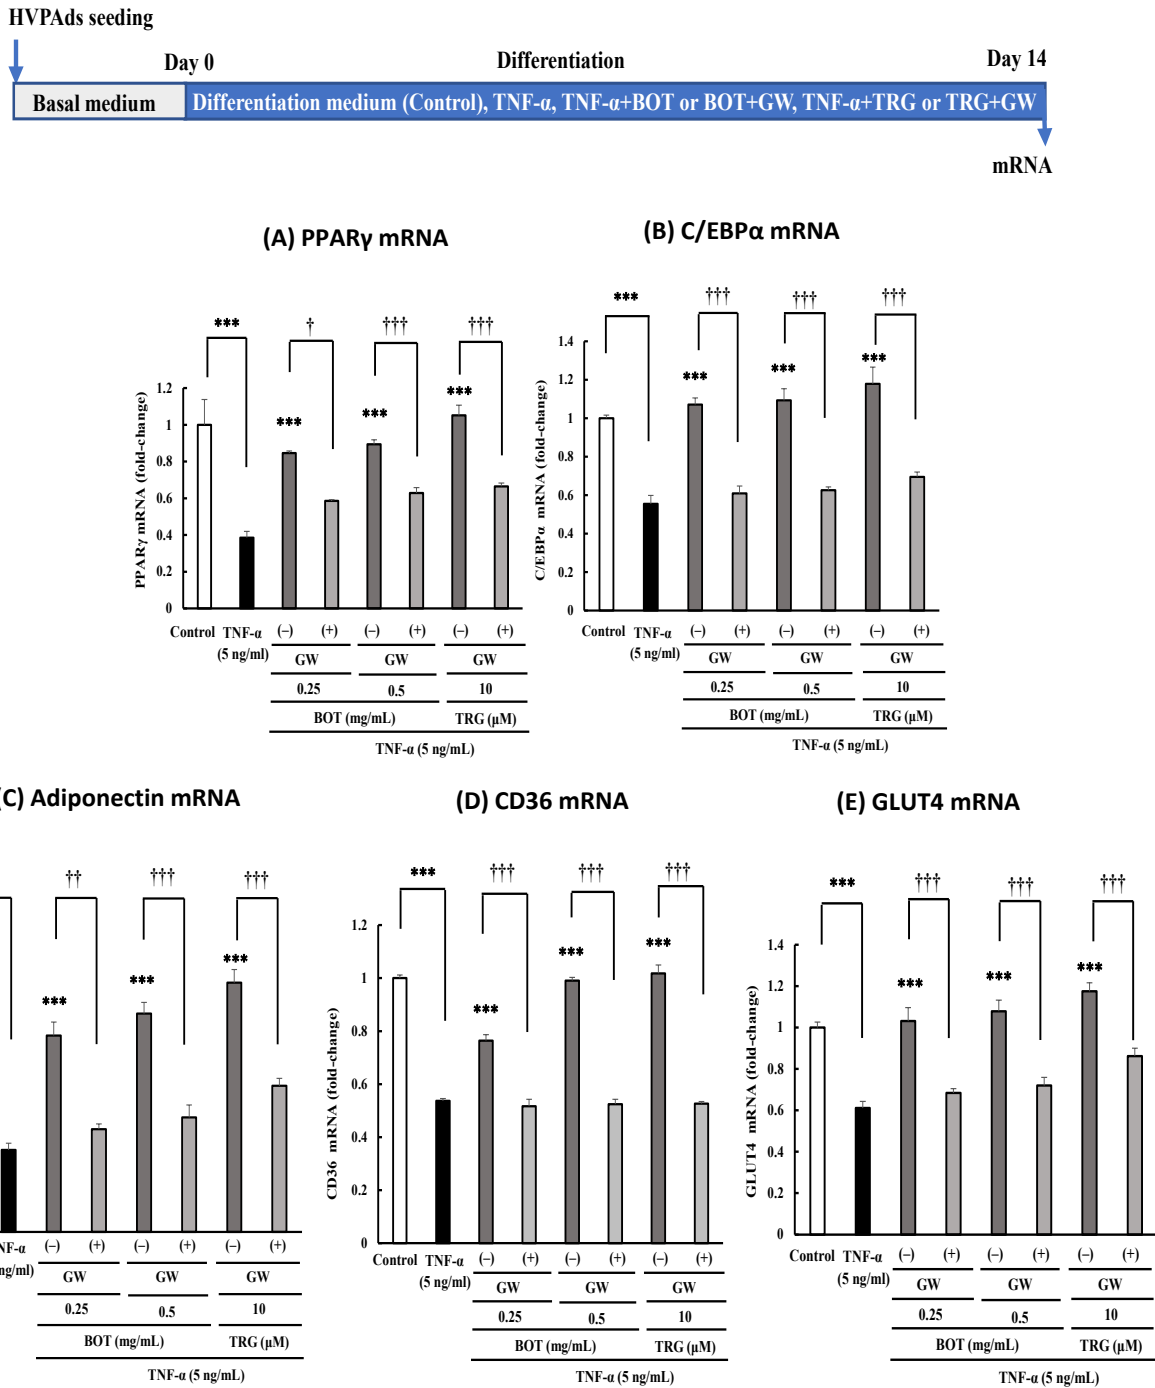 HVPAds seeding
Day 0 Differentiation Day 14
Basal medium Differentiation medium (Control), TNF-α, TNF-α+BOT or BOT+GW, TNF-α+TRG or TRG+GW
mRNA
(A) PPARγ mRNA
*** † ††† †††
*** *** ***
PPARγ mRNA (fold-change)
1.2
1
0.8
0.6
0.4
0.2
0
Control TNF-α (–) (+) (–) (+) (–) (+)
(5 ng/ml) GW GW GW
0.25 0.5 10
BOT (mg/mL) TRG (μM)
TNF-α (5 ng/mL)
(B) C/EBPα mRNA
*** ††† ††† †††
*** *** ***
C/EBPα mRNA (fold-change)
1.4
1.2
1
0.8
0.6
0.4
0.2
0
Control TNF-α (–) (+) (–) (+) (–) (+)
(5 ng/ml) GW GW GW
0.25 0.5 10
BOT (mg/mL) TRG (μM)
TNF-α (5 ng/mL)
C) Adiponectin mRNA
†† ††† †††
*** *** ***
NF-α (–) (+) (–) (+) (–) (+)
ng/ml) GW GW GW
0.25 0.5 10
BOT (mg/mL) TRG (μM)
TNF-α (5 ng/mL)
(D) CD36 mRNA
*** ††† ††† †††
*** *** ***
CD36 mRNA (fold-change)
1.2
1
0.8
0.6
0.4
0.2
0
Control TNF-α (–) (+) (–) (+) (–) (+)
(5 ng/ml) GW GW GW
0.25 0.5 10
BOT (mg/mL) TRG (μM)
TNF-α (5 ng/mL)
(E) GLUT4 mRNA
*** ††† ††† †††
*** *** ***
GLUT4 mRNA (fold-change)
1.4
1.2
1
0.8
0.6
0.4
0.2
0
Control TNF-α (–) (+) (–) (+) (–) (+)
(5 ng/ml) GW GW GW
0.25 0.5 10
BOT (mg/mL) TRG (μM)
TNF-α (5 ng/mL)